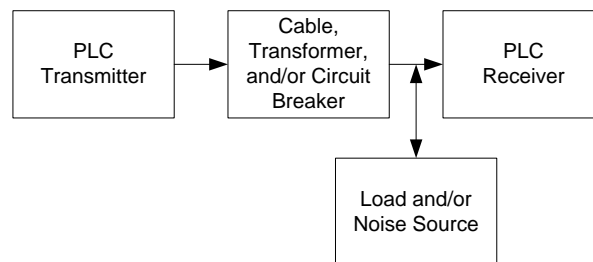 PLC
Transmitter
Cable,
Transformer,
and/or Circuit
Breaker
PLC
Receiver
Load and/or
Noise Source